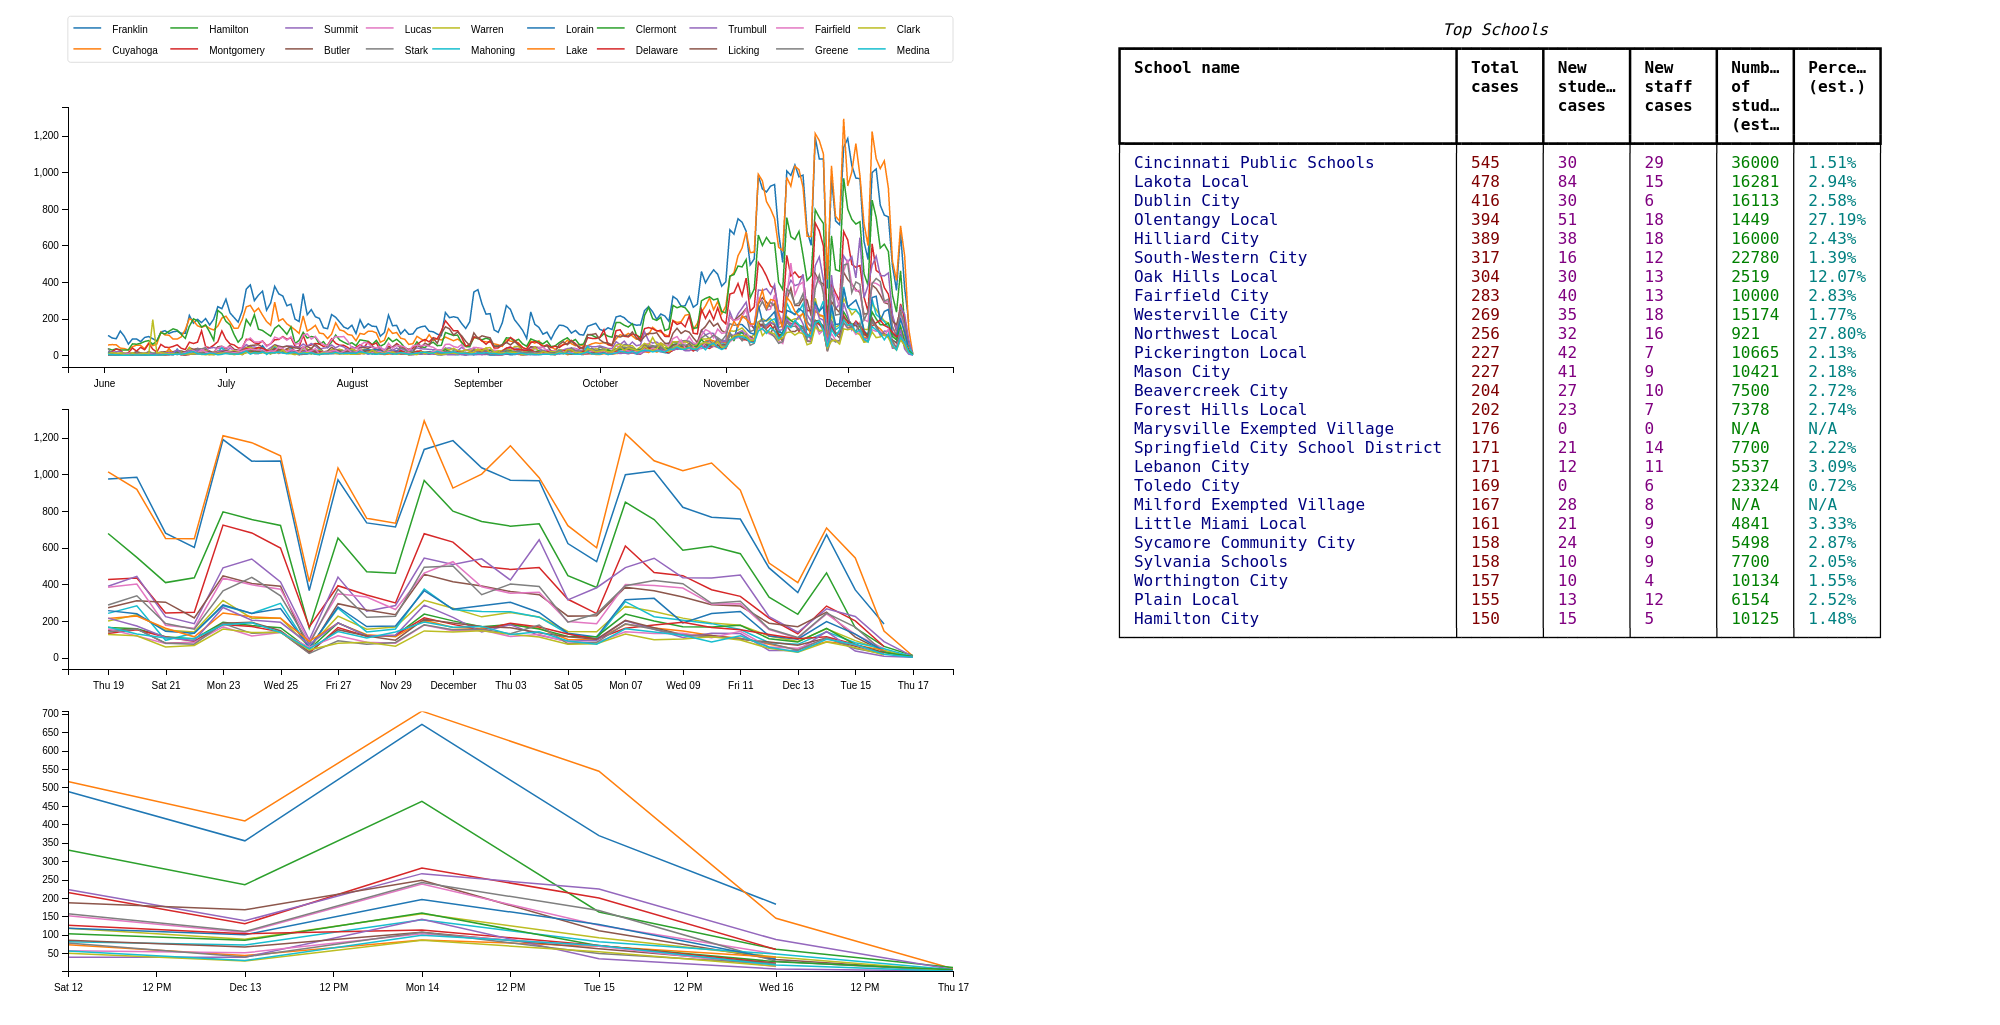 Franklin Hamilton Summit Lucas Warren Lorain Clermont Trumbull Fairfield Clark
Cuyahoga Montgomery Butler Stark Mahoning Lake Delaware Licking Greene Medina
1,200
1,000
800
600
400
200
0
June July August September October November December
1,200
1,000
800
600
400
200
0
Thu 19 Sat 21 Mon 23 Wed 25 Fri 27 Nov 29 December Thu 03 Sat 05 Mon 07 Wed 09 Fri 11 Dec 13 Tue 15 Thu 17
700
650
600
550
500
450
400
350
300
250
200
150
100
50
Sat 12 12 PM Dec 13 12 PM Mon 14 12 PM Tue 15 12 PM Wed 16 12 PM Thu 17
Top Schools
School name Total New New Numb… Perce…
cases stude… staff of (est.)
cases cases stud…
(est…
Cincinnati Public Schools 545 30 29 36000 1.51%
Lakota Local 478 84 15 16281 2.94%
Dublin City 416 30 6 16113 2.58%
Olentangy Local 394 51 18 1449 27.19%
Hilliard City 389 38 18 16000 2.43%
South-Western City 317 16 12 22780 1.39%
Oak Hills Local 304 30 13 2519 12.07%
Fairfield City 283 40 13 10000 2.83%
Westerville City 269 35 18 15174 1.77%
Northwest Local 256 32 16 921 27.80%
Pickerington Local 227 42 7 10665 2.13%
Mason City 227 41 9 10421 2.18%
Beavercreek City 204 27 10 7500 2.72%
Forest Hills Local 202 23 7 7378 2.74%
Marysville Exempted Village 176 0 0 N/A N/A
Springfield City School District 171 21 14 7700 2.22%
Lebanon City 171 12 11 5537 3.09%
Toledo City 169 0 6 23324 0.72%
Milford Exempted Village 167 28 8 N/A N/A
Little Miami Local 161 21 9 4841 3.33%
Sycamore Community City 158 24 9 5498 2.87%
Sylvania Schools 158 10 9 7700 2.05%
Worthington City 157 10 4 10134 1.55%
Plain Local 155 13 12 6154 2.52%
Hamilton City 150 15 5 10125 1.48%